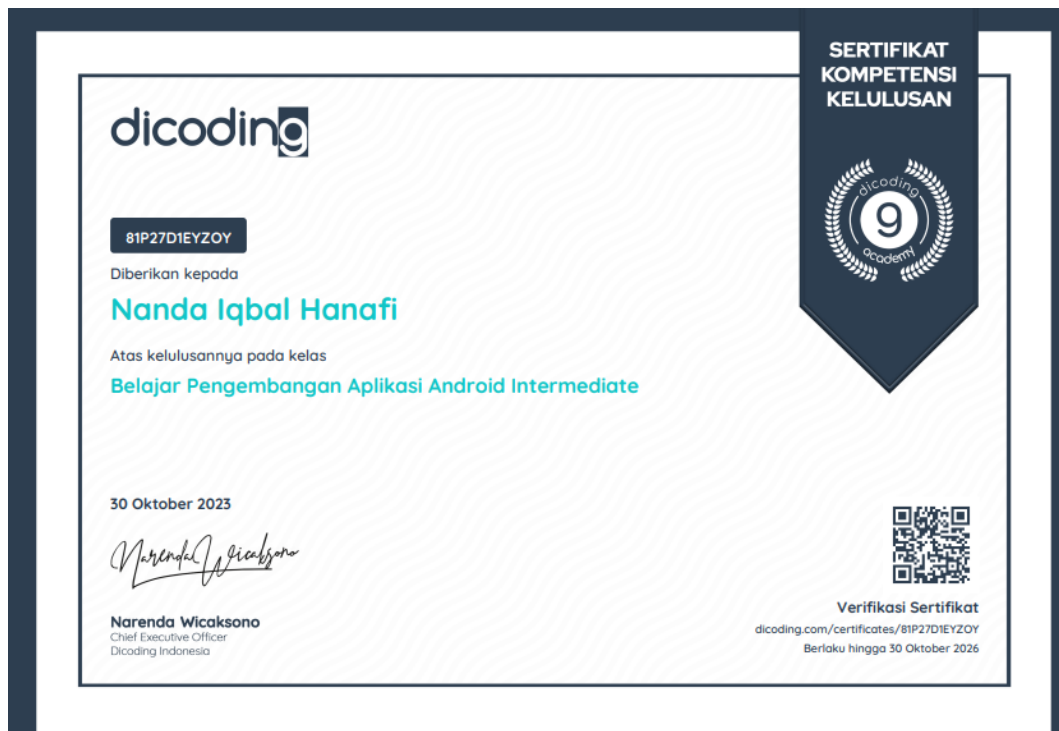 SERTIFIKAT
KOMPETENSI
KELULUSAN
dicoding
dicoding
9
academy
81P27D1EYZOY
Diberikan kepada
Nanda Iqbal Hanafi
Atas kelulusannya pada kelas
Belajar Pengembangan Aplikasi Android Intermediate
30 Oktober 2023
Narenda Wicaksono
Narenda Wicaksono
Chief Executive Officer
Dicoding Indonesia
Verifikasi Sertifikat
dicoding.com/certificates/81P27D1EYZOY
Berlaku hingga 30 Oktober 2026